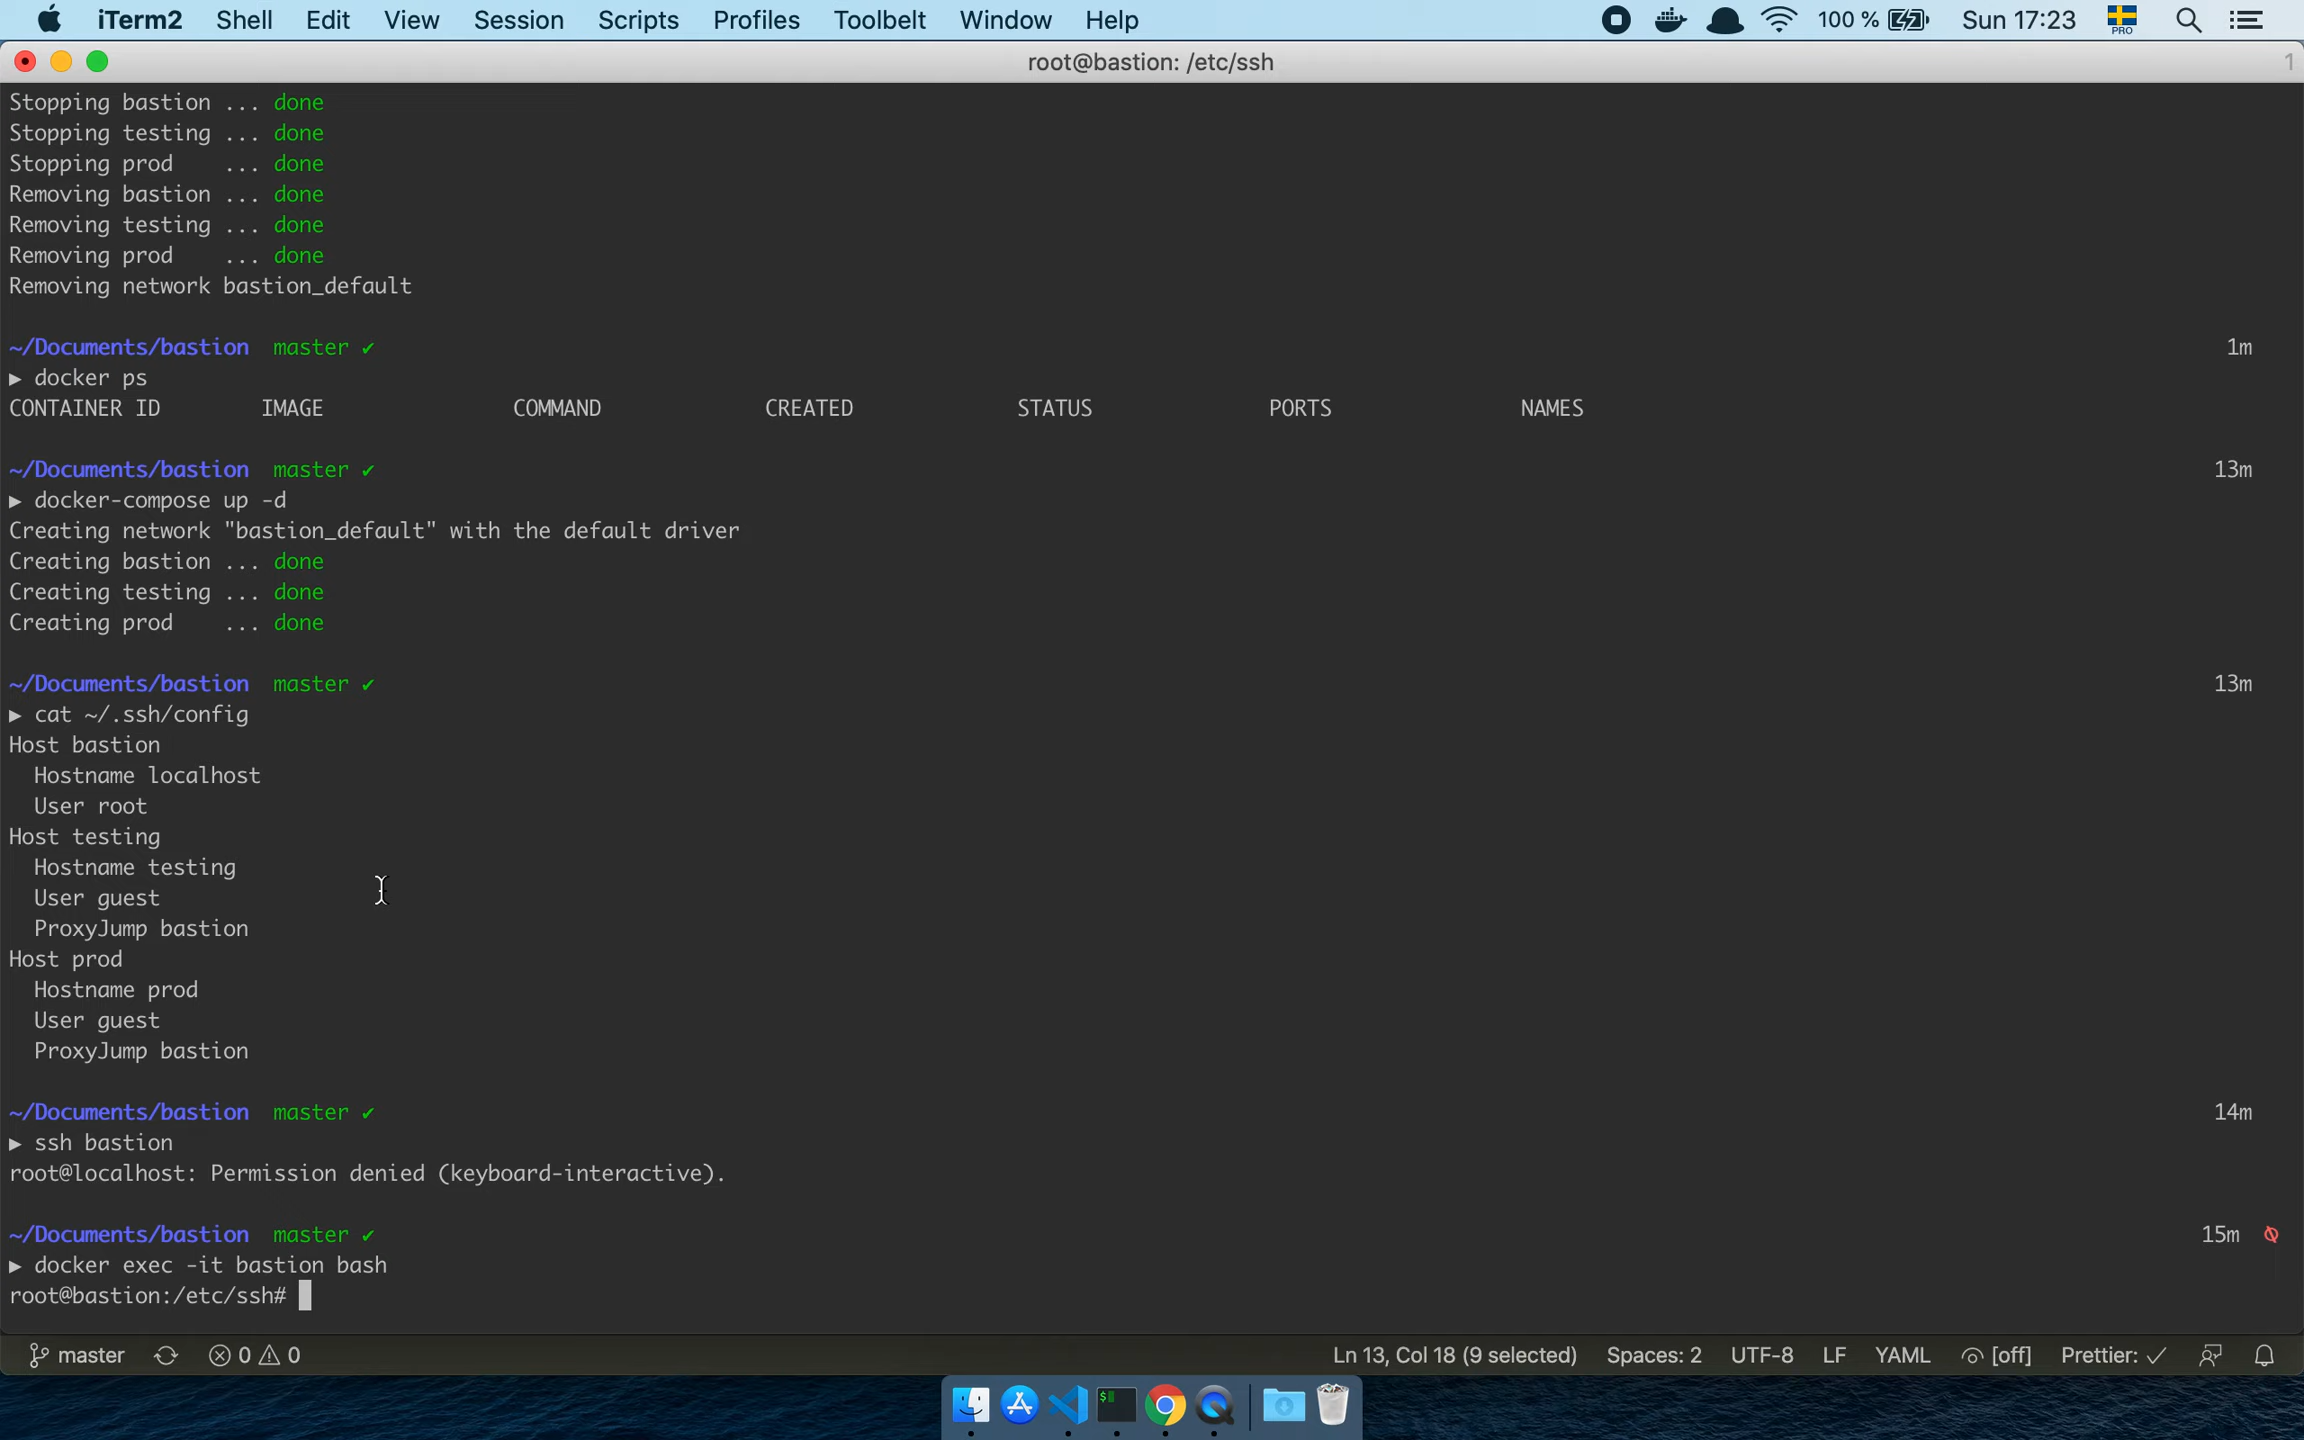 iTerm2 Shell Edit View Session Scripts Profiles Toolbelt Window Help 100 % Sun 17:23 PRO
root@bastion: /etc/ssh 1
Stopping bastion ... done
Stopping testing ... done
Stopping prod    ... done
Removing bastion ... done
Removing testing ... done
Removing prod    ... done
Removing network bastion_default
~/Documents/bastion master ✔ 1m
▶ docker ps
CONTAINER ID IMAGE COMMAND CREATED STATUS PORTS NAMES
~/Documents/bastion master ✔ 13m
▶ docker-compose up -d
Creating network "bastion_default" with the default driver
Creating bastion ... done
Creating testing ... done
Creating prod    ... done
~/Documents/bastion master ✔ 13m
▶ cat ~/.ssh/config
Host bastion
  Hostname localhost
  User root
Host testing
  Hostname testing
  User guest
  ProxyJump bastion
Host prod
  Hostname prod
  User guest
  ProxyJump bastion
~/Documents/bastion master ✔ 14m
▶ ssh bastion
root@localhost: Permission denied (keyboard-interactive).
~/Documents/bastion master ✔ 15m
▶ docker exec -it bastion bash
root@bastion:/etc/ssh#
master 0 0 Ln 13, Col 18 (9 selected) Spaces: 2 UTF-8 LF YAML [off] Prettier: ✓
$